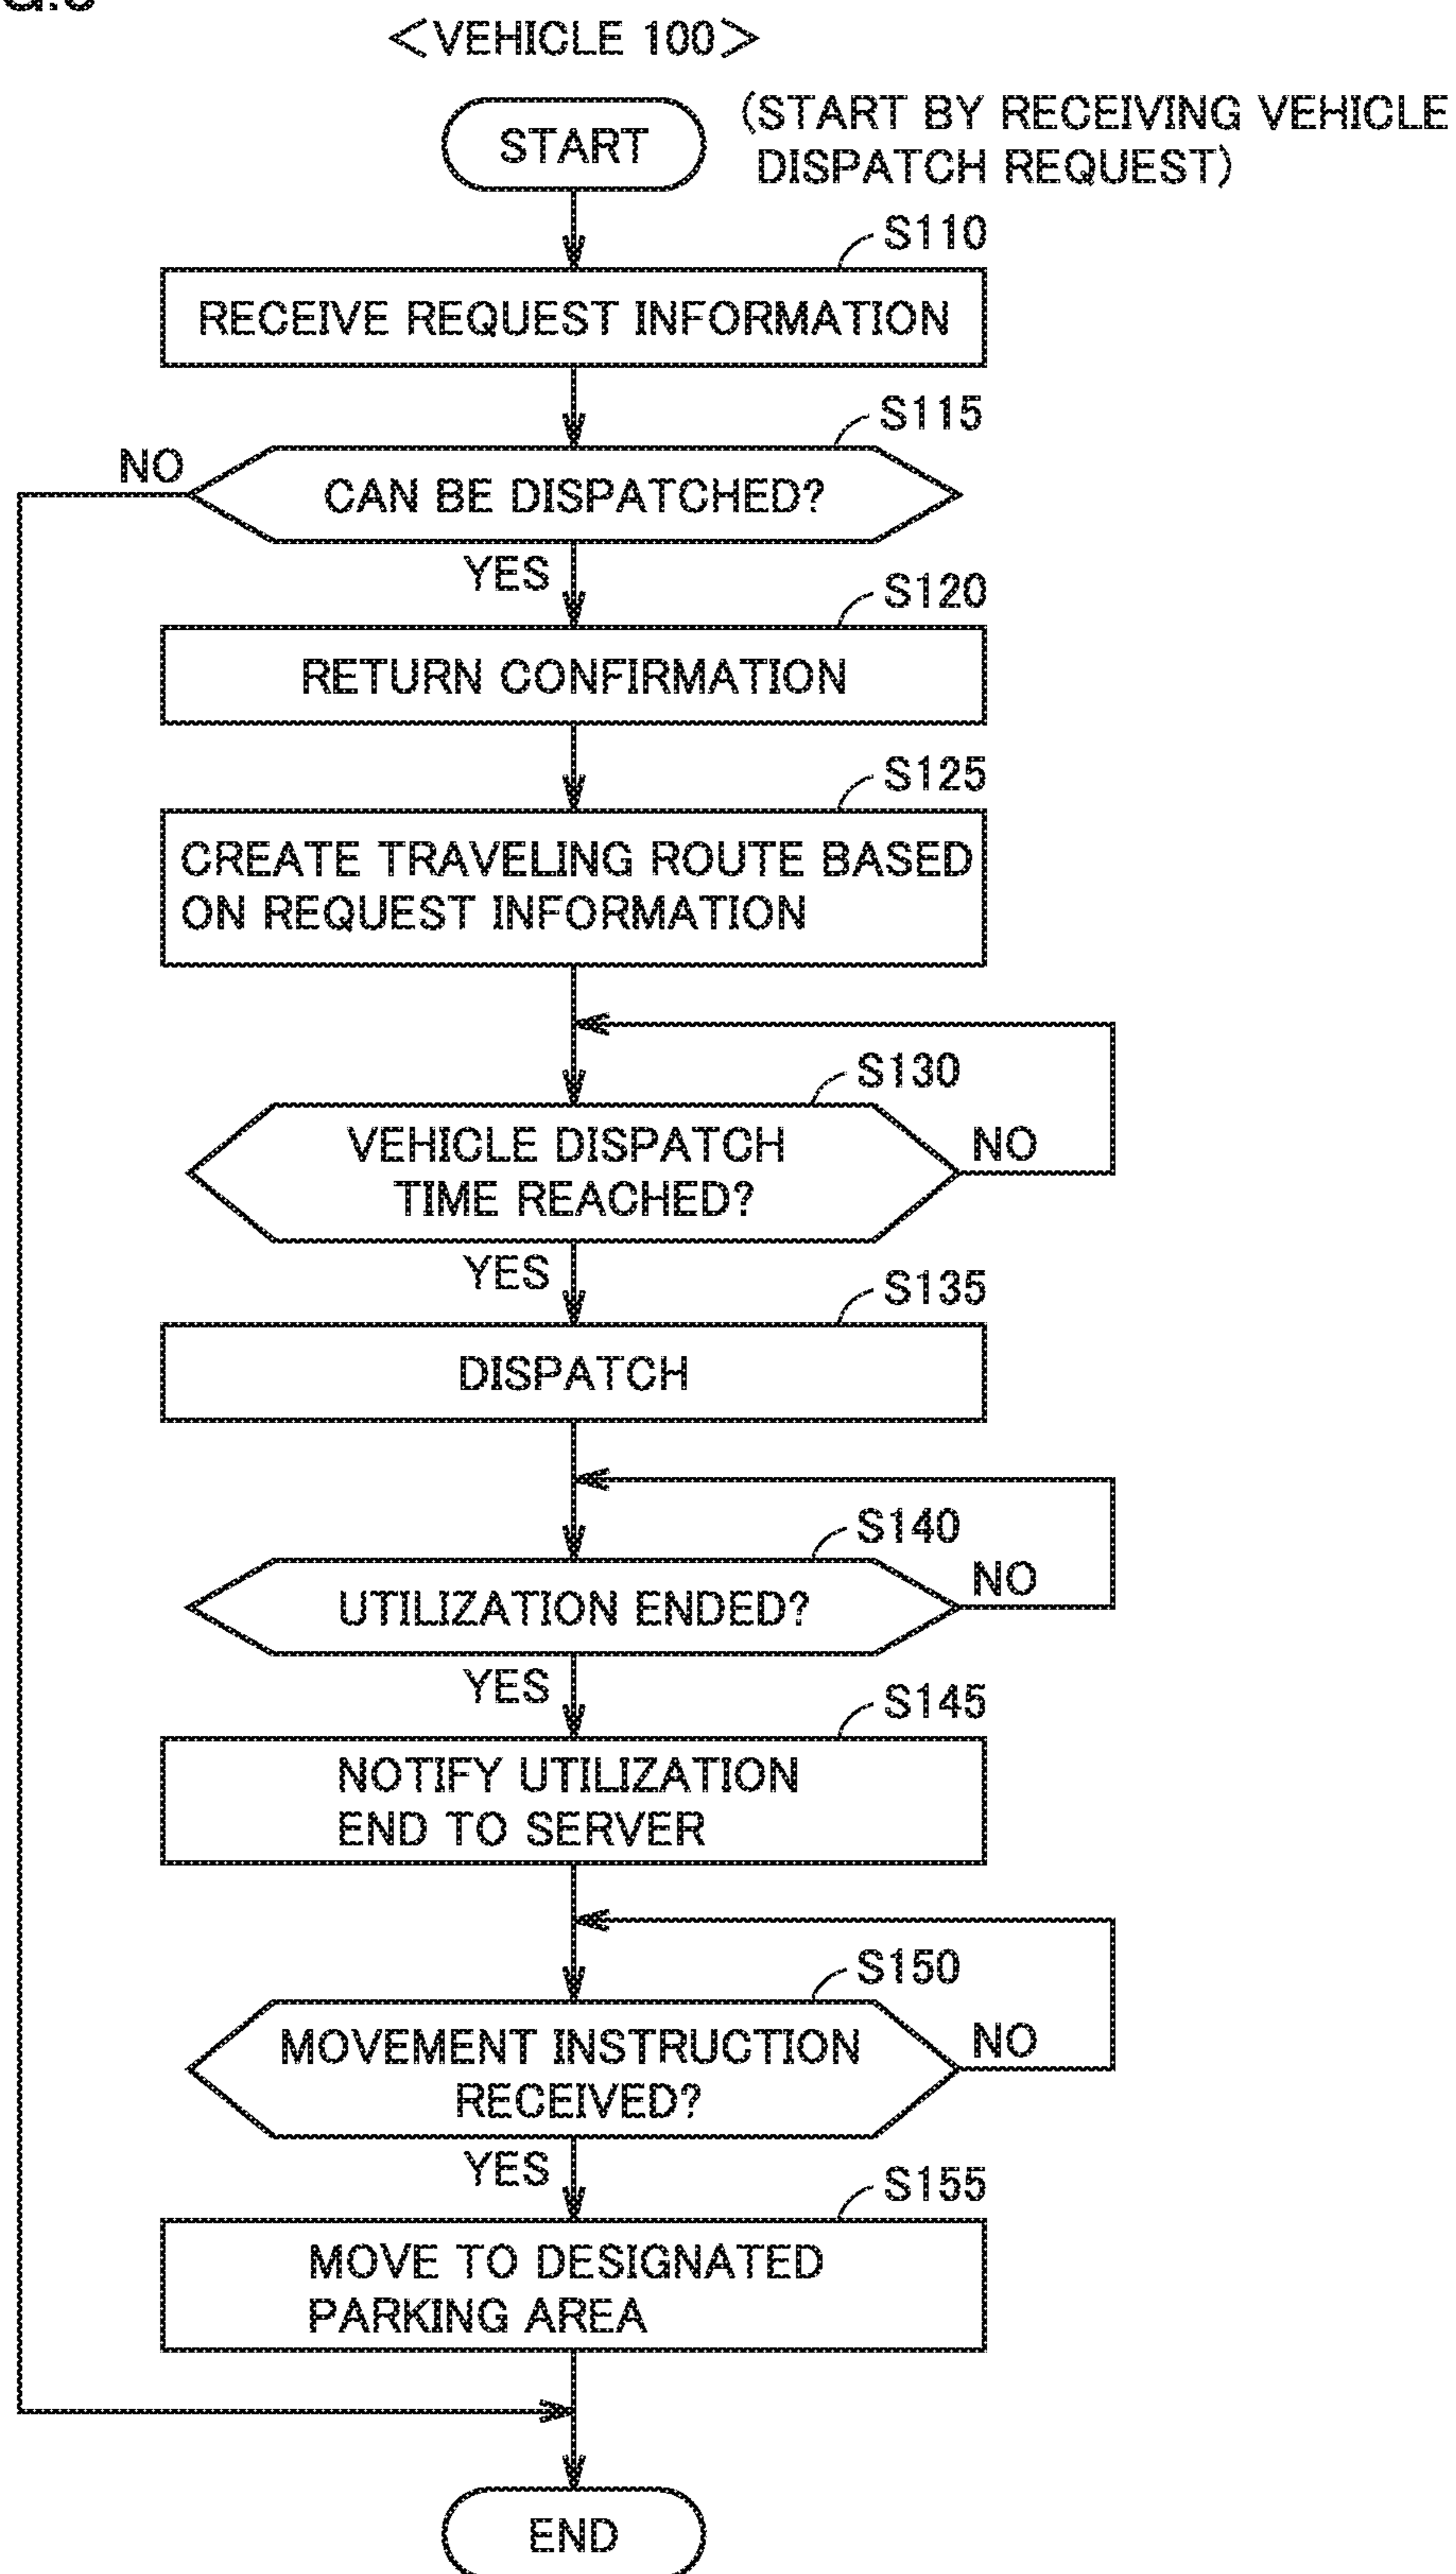 <VEHICLE 100>
START
(START BY RECEIVING VEHICLE
DISPATCH REQUEST)
S110
RECEIVE REQUEST INFORMATION
S115
NO
CAN BE DISPATCHED?
YES
S120
RETURN CONFIRMATION
S125
CREATE TRAVELING ROUTE BASED
ON REQUEST INFORMATION
S130
VEHICLE DISPATCH
TIME REACHED?
NO
YES
S135
DISPATCH
S140
UTILIZATION ENDED?
NO
YES
S145
NOTIFY UTILIZATION
END TO SERVER
S150
MOVEMENT INSTRUCTION
RECEIVED?
NO
YES
S155
MOVE TO DESIGNATED
PARKING AREA
END